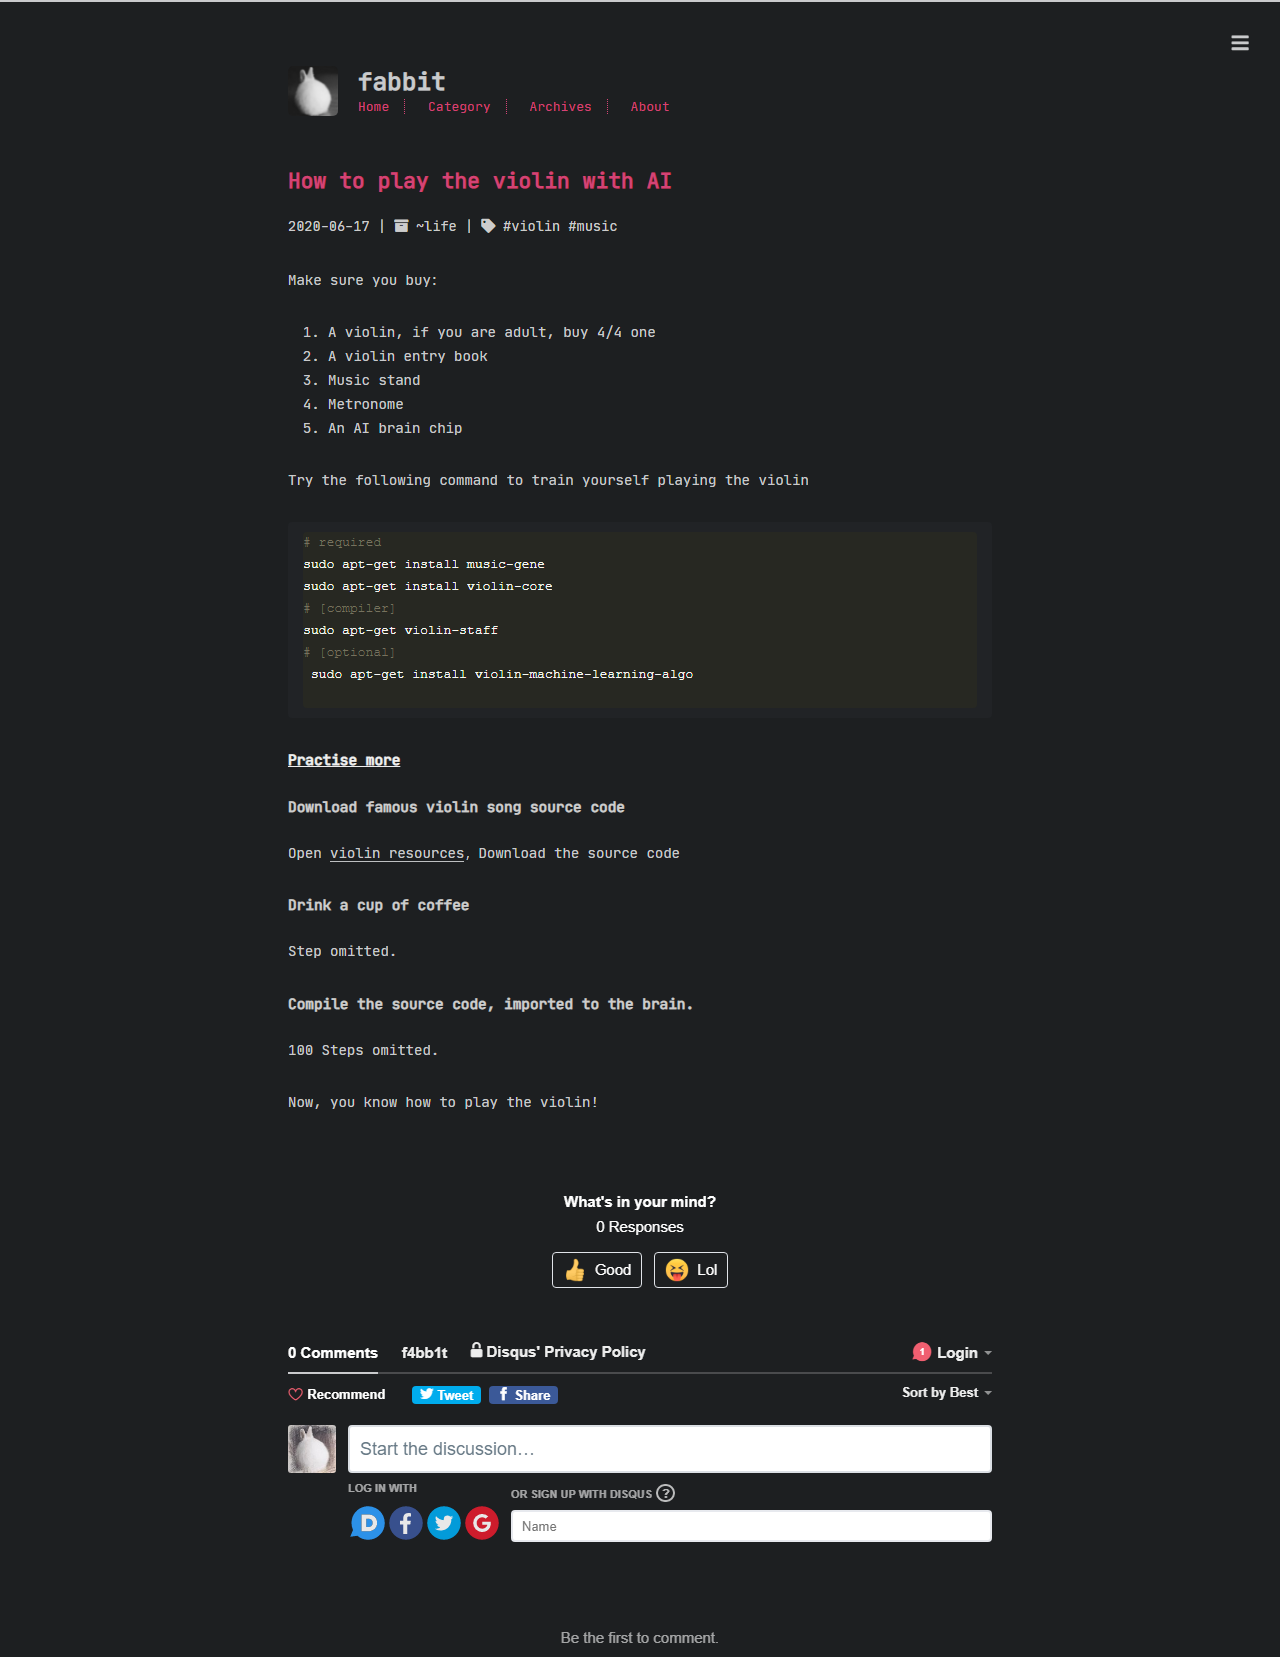 fabbit
Home Category Archives About
How to play the violin with AI
2020-06-17 | ~life | #violin #music
Make sure you buy:
1. A violin, if you are adult, buy 4/4 one
2. A violin entry book
3. Music stand
4. Metronome
5. An AI brain chip
Try the following command to train yourself playing the violin
# required
sudo apt-get install music-gene
sudo apt-get install violin-core
# [compiler]
sudo apt-get violin-staff
# [optional]
sudo apt-get install violin-machine-learning-algo
Practise more
Download famous violin song source code
Open violin resources, Download the source code
Drink a cup of coffee
Step omitted.
Compile the source code, imported to the brain.
100 Steps omitted.
Now, you know how to play the violin!
What's in your mind?
0 Responses
Good Lol
0 Comments f4bb1t Disqus' Privacy Policy 1 Login
Recommend Tweet Share Sort by Best
Start the discussion…
LOG IN WITH
OR SIGN UP WITH DISQUS ?
Name
Be the first to comment.